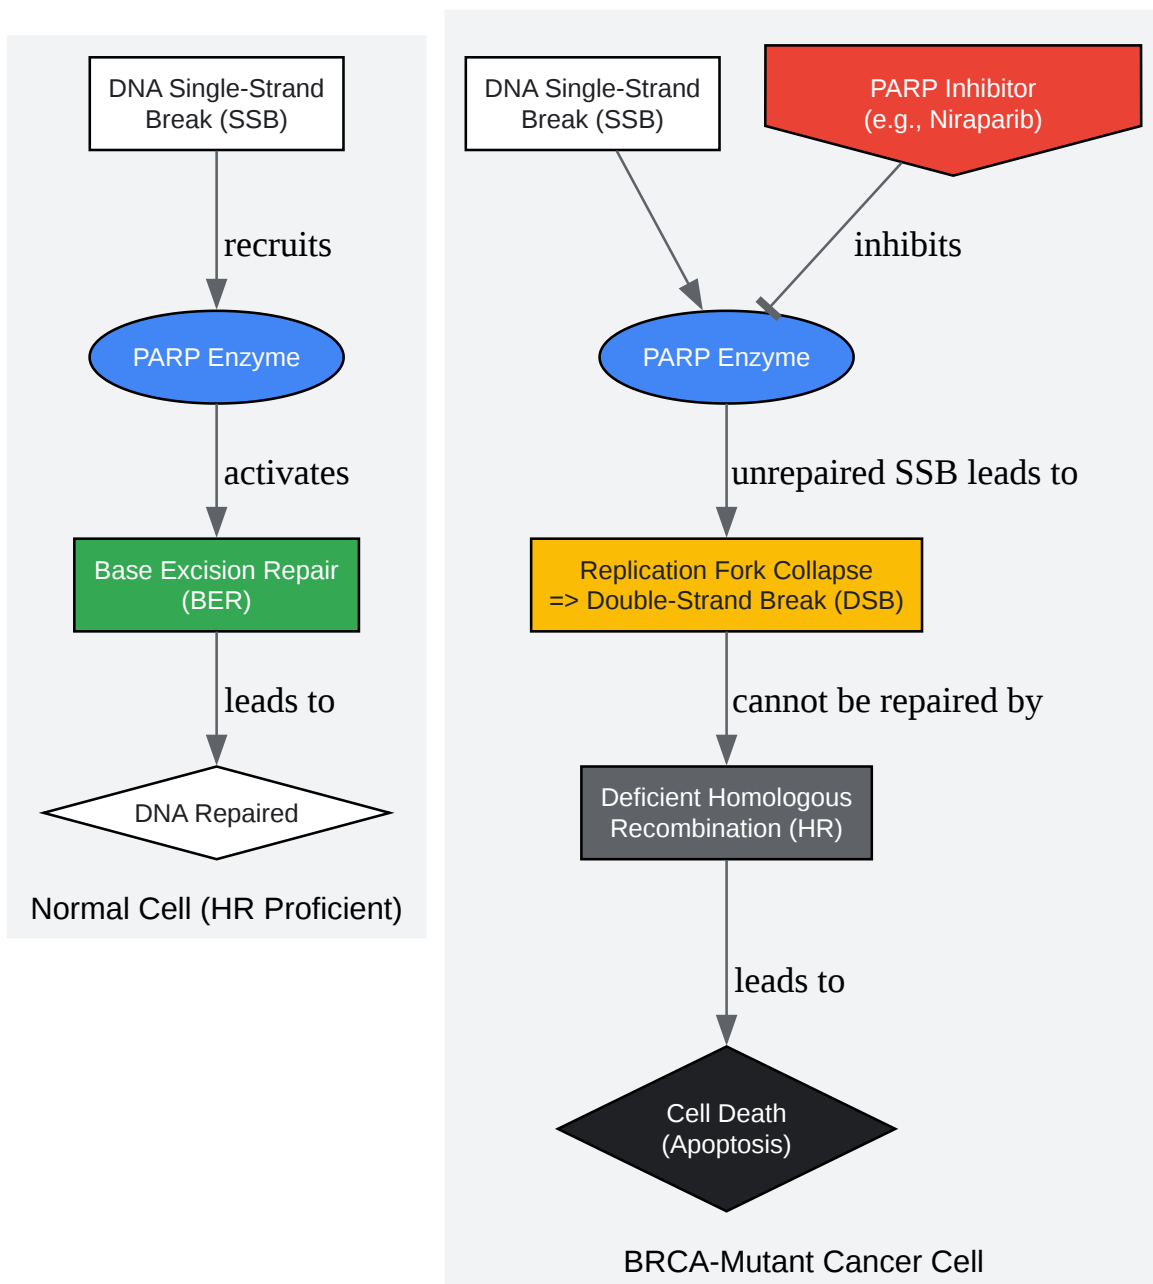 DNA Single-Strand
Break (SSB)
recruits
PARP Enzyme
activates
Base Excision Repair
(BER)
leads to
DNA Repaired
Normal Cell (HR Proficient)
DNA Single-Strand
Break (SSB)
PARP Inhibitor
(e.g., Niraparib)
inhibits
PARP Enzyme
unrepaired SSB leads to
Replication Fork Collapse
=> Double-Strand Break (DSB)
cannot be repaired by
Deficient Homologous
Recombination (HR)
leads to
Cell Death
(Apoptosis)
BRCA-Mutant Cancer Cell